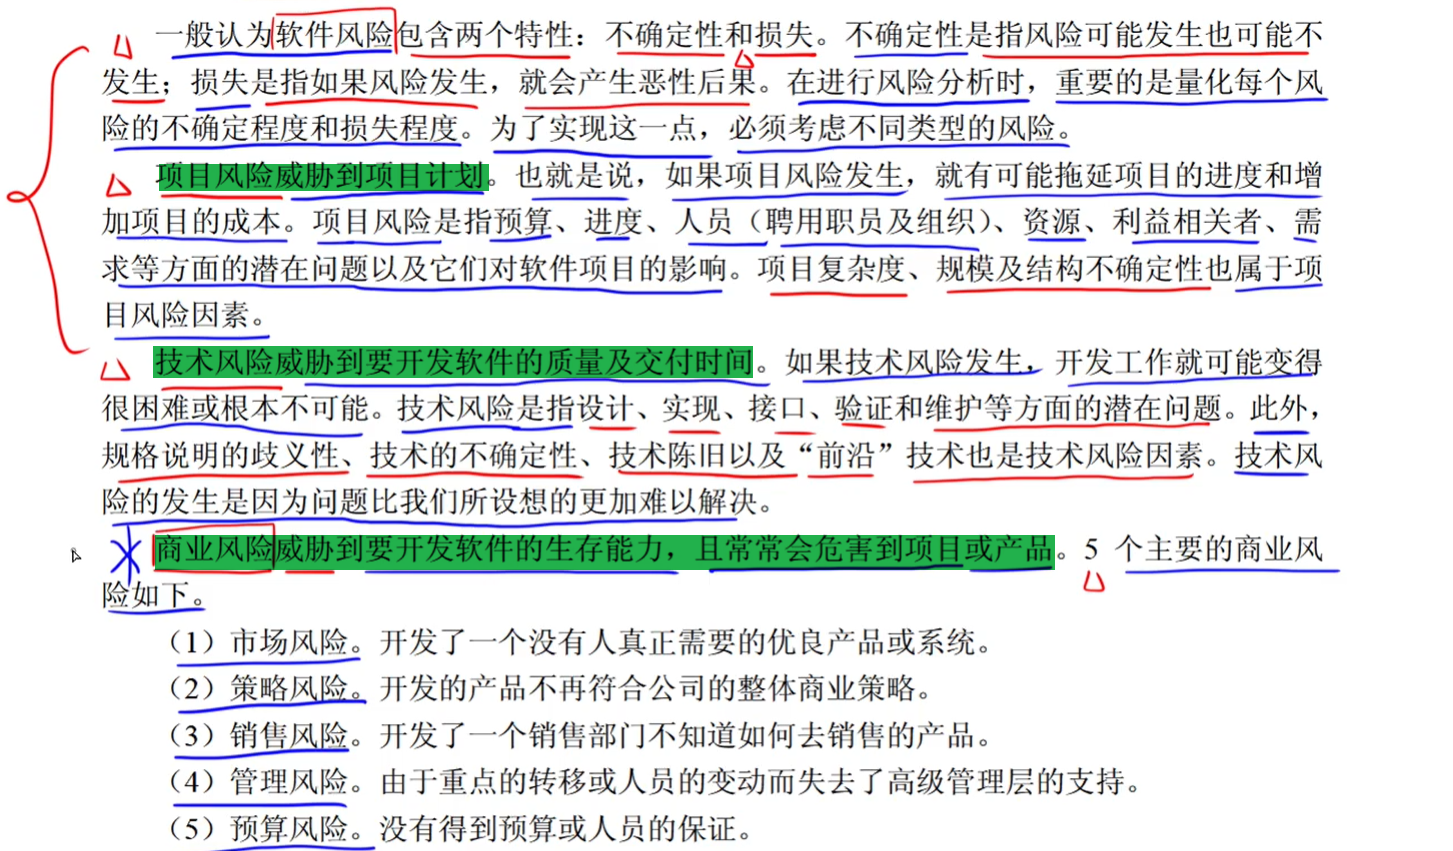 一般认为软件风险包含两个特性：不确定性和损失。不确定性是指风险可能发生也可能不
发生；损失是指如果风险发生，就会产生恶性后果。在进行风险分析时，重要的是量化每个风
险的不确定程度和损失程度。为了实现这一点，必须考虑不同类型的风险。
项目风险威胁到项目计划。也就是说，如果项目风险发生，就有可能拖延项目的进度和增
加项目的成本。项目风险是指预算、进度、人员（聘用职员及组织）、资源、利益相关者、需
求等方面的潜在问题以及它们对软件项目的影响。项目复杂度、规模及结构不确定性也属于项
目风险因素。
技术风险威胁到要开发软件的质量及交付时间。如果技术风险发生，开发工作就可能变得
很困难或根本不可能。技术风险是指设计、实现、接口、验证和维护等方面的潜在问题。此外，
规格说明的歧义性、技术的不确定性、技术陈旧以及“前沿”技术也是技术风险因素。技术风
险的发生是因为问题比我们所设想的更加难以解决。
商业风险威胁到要开发软件的生存能力，且常常会危害到项目或产品。5 个主要的商业风
险如下。
（1）市场风险。开发了一个没有人真正需要的优良产品或系统。
（2）策略风险。开发的产品不再符合公司的整体商业策略。
（3）销售风险。开发了一个销售部门不知道如何去销售的产品。
（4）管理风险。由于重点的转移或人员的变动而失去了高级管理层的支持。
（5）预算风险。没有得到预算或人员的保证。